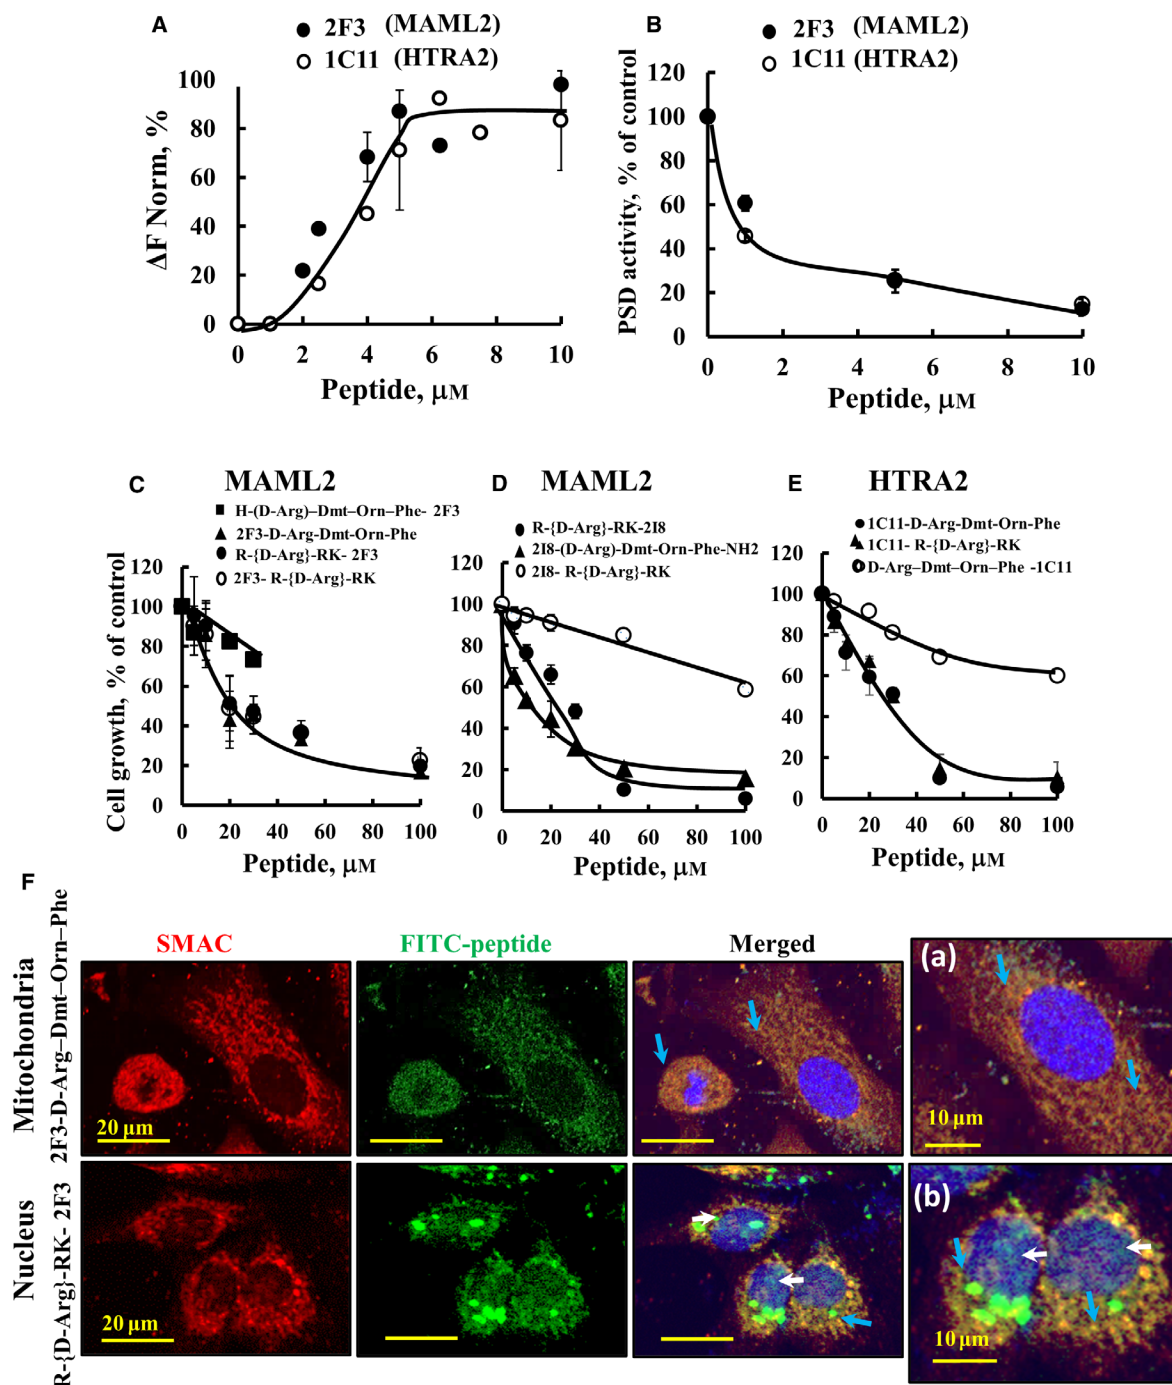 A
● 2F3 (MAML2)
○ 1C11 (HTRA2)
ΔF Norm, %
100
80
60
40
20
0
0 2 4 6 8 10
Peptide, μM
B
● 2F3 (MAML2)
○ 1C11 (HTRA2)
PSD activity, % of control
120
100
80
60
40
20
0
0 2 4 6 8 10
Peptide, μM
C MAML2
■ H-(D-Arg)–Dmt–Orn–Phe- 2F3
▲ 2F3-D-Arg-Dmt-Orn-Phe
● R-{D-Arg}-RK- 2F3
○ 2F3- R-{D-Arg}-RK
Cell growth, % of control
120
100
80
60
40
20
0
0 20 40 60 80 100
Peptide, μM
D MAML2
● R-{D-Arg}-RK-2I8
▲ 2I8-(D-Arg)-Dmt-Orn-Phe-NH2
○ 2I8- R-{D-Arg}-RK
120
100
80
60
40
20
0
0 20 40 60 80 100
Peptide, μM
E HTRA2
● 1C11-D-Arg-Dmt-Orn-Phe
▲ 1C11- R-{D-Arg}-RK
○ D-Arg–Dmt–Orn–Phe -1C11
120
100
80
60
40
20
0
0 20 40 60 80 100
Peptide, μM
F
SMAC
FITC-peptide
Merged
Mitochondria
2F3-D-Arg–Dmt–Orn–Phe
20 μm
(a)
10 μm
Nucleus
R-{D-Arg}-RK- 2F3
20 μm
(b)
10 μm